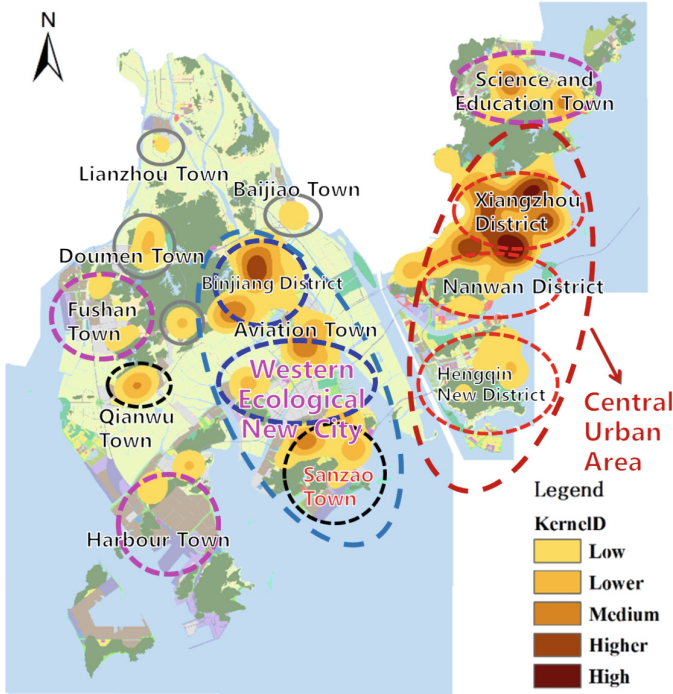 N
Science and
Education Town
Lianzhou Town
Baijiao Town
Xiangzhou
District
Doumen Town
Binjiang District
Nanwan District
Fushan
Town
Aviation Town
Western
Ecological
New City
Hengqin
New District
Qianwu
Town
Central
Urban
Area
Sanzao
Town
Harbour Town
Legend
KernelD
Low
Lower
Medium
Higher
High